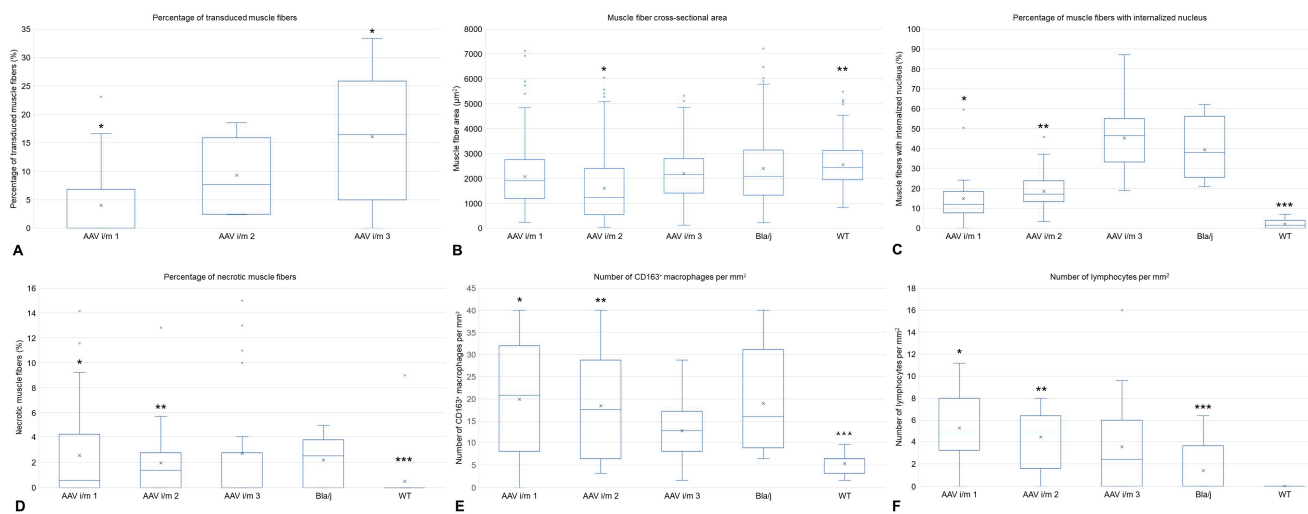 Percentage of transduced muscle fibers
Percentage of transduced muscle fibers (%)
35
30
25
20
15
10
5
0
*
*
AAV i/m 1
AAV i/m 2
AAV i/m 3
A
Muscle fiber cross-sectional area
Muscle fiber area (µm²)
8000
7000
6000
5000
4000
3000
2000
1000
0
*
**
AAV i/m 1
AAV i/m 2
AAV i/m 3
Bla/j
WT
B
Percentage of muscle fibers with internalized nucleus
Muscle fibers with internalized nucleus (%)
100
90
80
70
60
50
40
30
20
10
0
*
**
***
AAV i/m 1
AAV i/m 2
AAV i/m 3
Bla/j
WT
C
Percentage of necrotic muscle fibers
Necrotic muscle fibers (%)
16
14
12
10
8
6
4
2
0
*
**
***
AAV i/m 1
AAV i/m 2
AAV i/m 3
Bla/j
WT
D
Number of CD163⁺ macrophages per mm²
Number of CD163⁺ macrophages per mm²
45
40
35
30
25
20
15
10
5
0
*
**
***
AAV i/m 1
AAV i/m 2
AAV i/m 3
Bla/j
WT
E
Number of lymphocytes per mm²
Number of lymphocytes per mm²
18
16
14
12
10
8
6
4
2
0
*
**
***
AAV i/m 1
AAV i/m 2
AAV i/m 3
Bla/j
WT
F